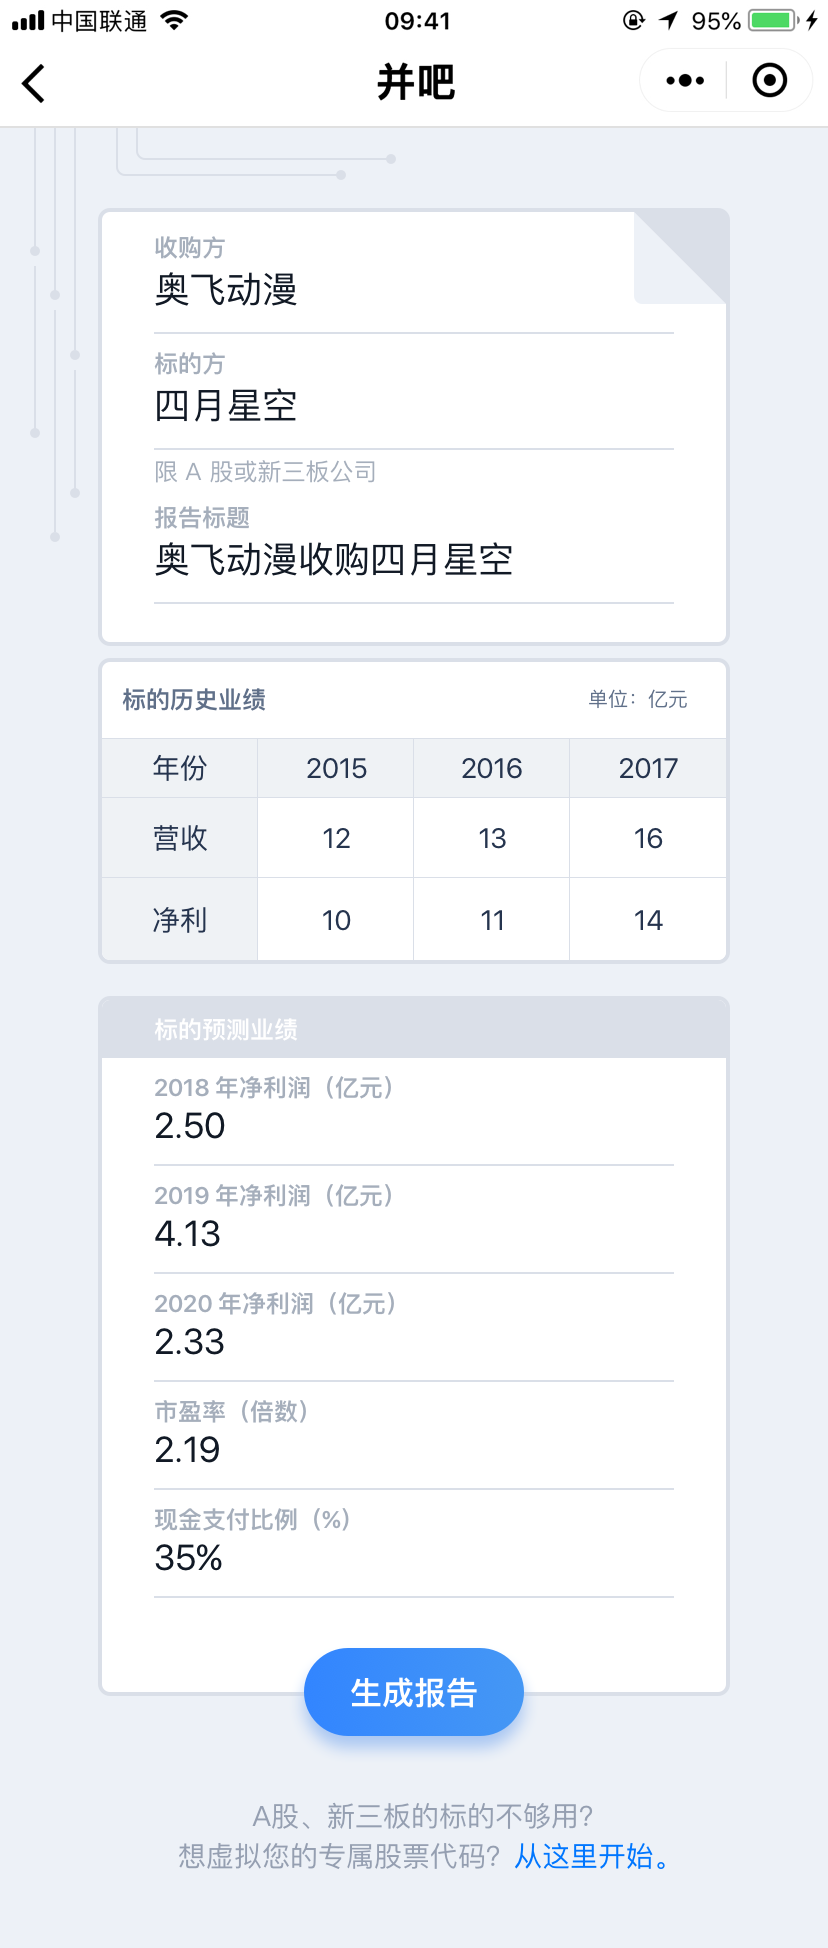 中国联通 09:41 95%
并吧
收购方
奥飞动漫
标的方
四月星空
限 A 股或新三板公司
报告标题
奥飞动漫收购四月星空
标的历史业绩 单位：亿元
年份 2015 2016 2017
营收 12 13 16
净利 10 11 14
标的预测业绩
2018 年净利润（亿元）
2.50
2019 年净利润（亿元）
4.13
2020 年净利润（亿元）
2.33
市盈率（倍数）
2.19
现金支付比例（%）
35%
生成报告
A股、新三板的标的不够用？
想虚拟您的专属股票代码？从这里开始。